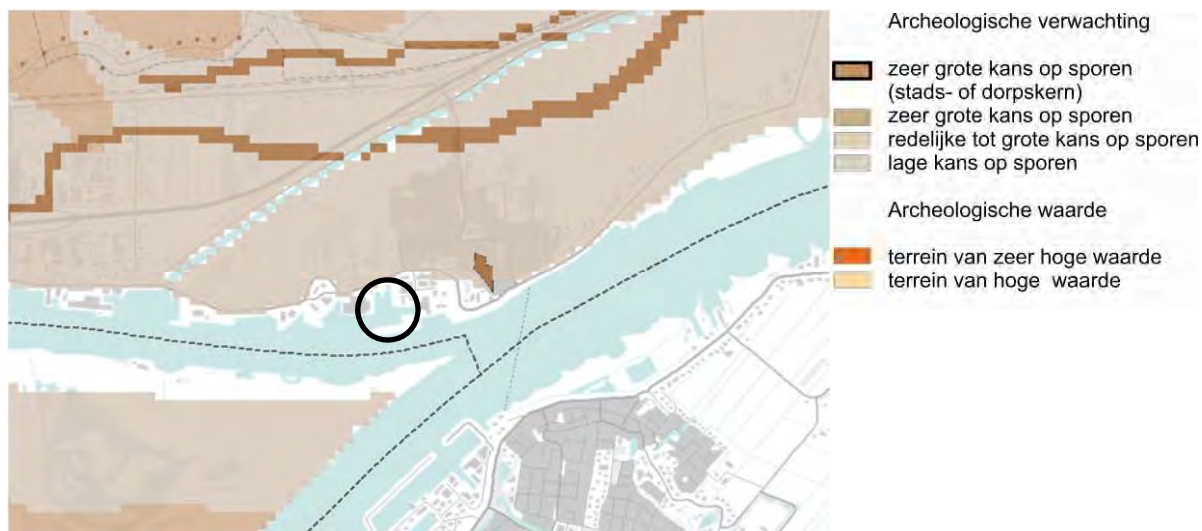 Archeologische verwachting
zeer grote kans op sporen
(stads- of dorpskern)
zeer grote kans op sporen
redelijke tot grote kans op sporen
lage kans op sporen
Archeologische waarde
terrein van zeer hoge waarde
terrein van hoge waarde